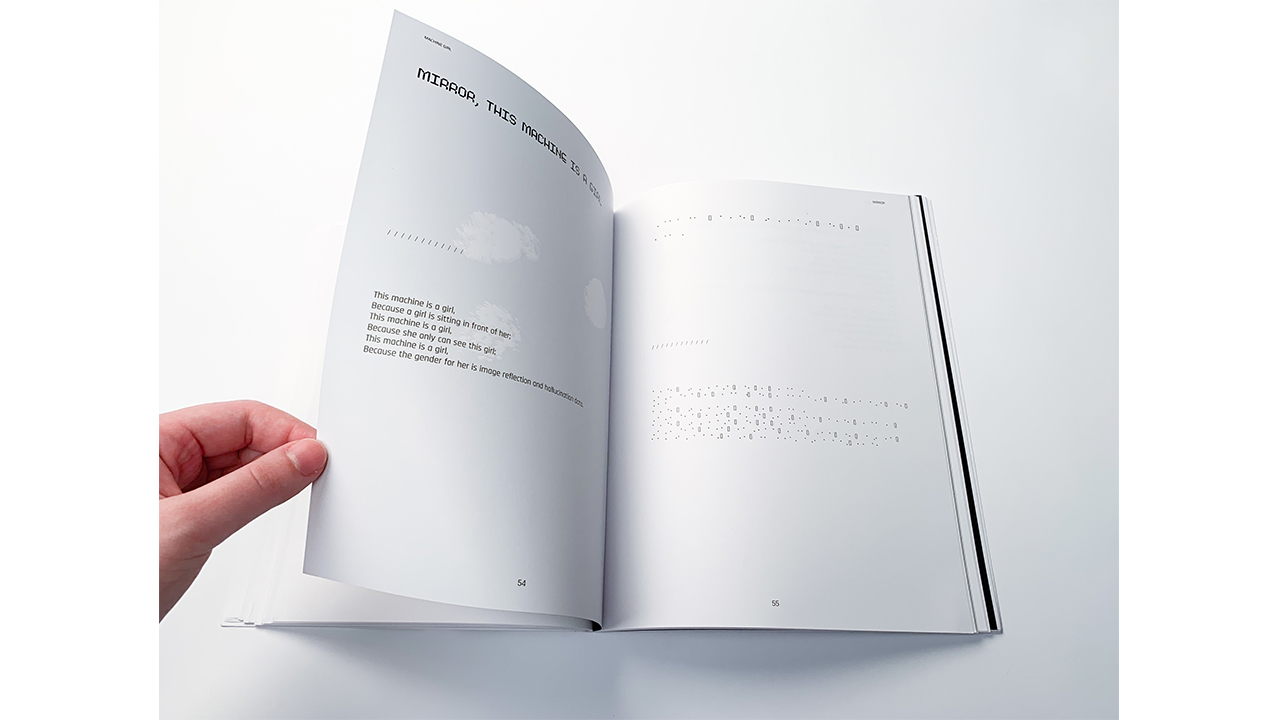 MACHINE GIRL
MIRROR, THIS MACHINE IS A GIRL
/ / / / / / / / / / / / /
This machine is a girl,
Because a girl is sitting in front of her;
This machine is a girl,
Because she only can see this girl;
This machine is a girl,
Because the gender for her is image reflection and hallucination data.
54
MIRROR
/ / / / / / / / / / / / /
55